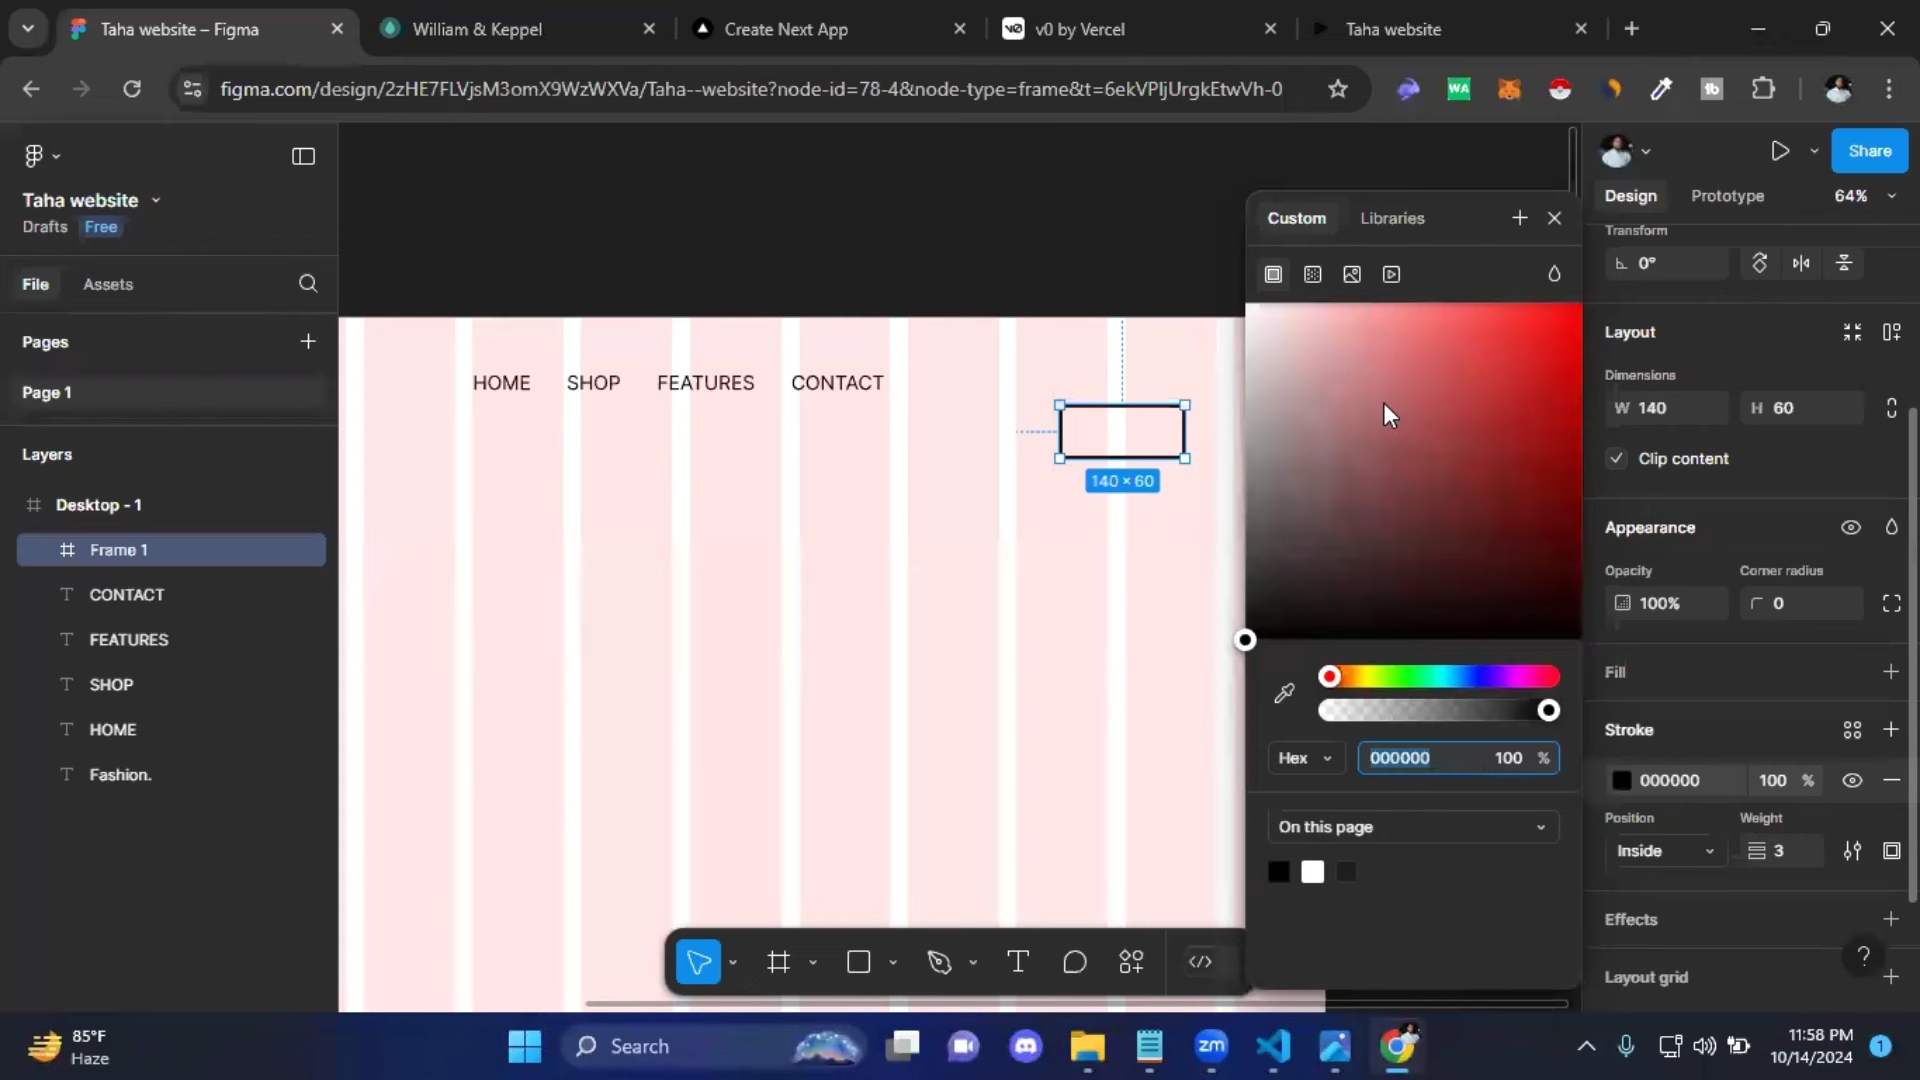 Taha website – Figma
William & Keppel
Create Next App
v0 by Vercel
Taha website
figma.com/design/2zHE7FLVjsM3omX9WzWXVa/Taha--website?node-id=78-4&node-type=frame&t=6ekVPIjUrgkEtwVh-0
WA
Taha website
Drafts Free
File Assets
Pages
Page 1
Layers
Desktop - 1
Frame 1
CONTACT
FEATURES
SHOP
HOME
Fashion.
HOME SHOP FEATURES CONTACT
140 × 60
Custom Libraries
Hex 000000 100 %
On this page
Share
Design Prototype 64%
Transform
0°
Layout
Dimensions
W 140 H 60
Clip content
Appearance
Opacity Corner radius
100% 0
Fill
Stroke
000000 100 %
Position Weight
Inside 3
Effects
?
Layout grid
85°F
Haze
Search
zm
11:58 PM
10/14/2024
1